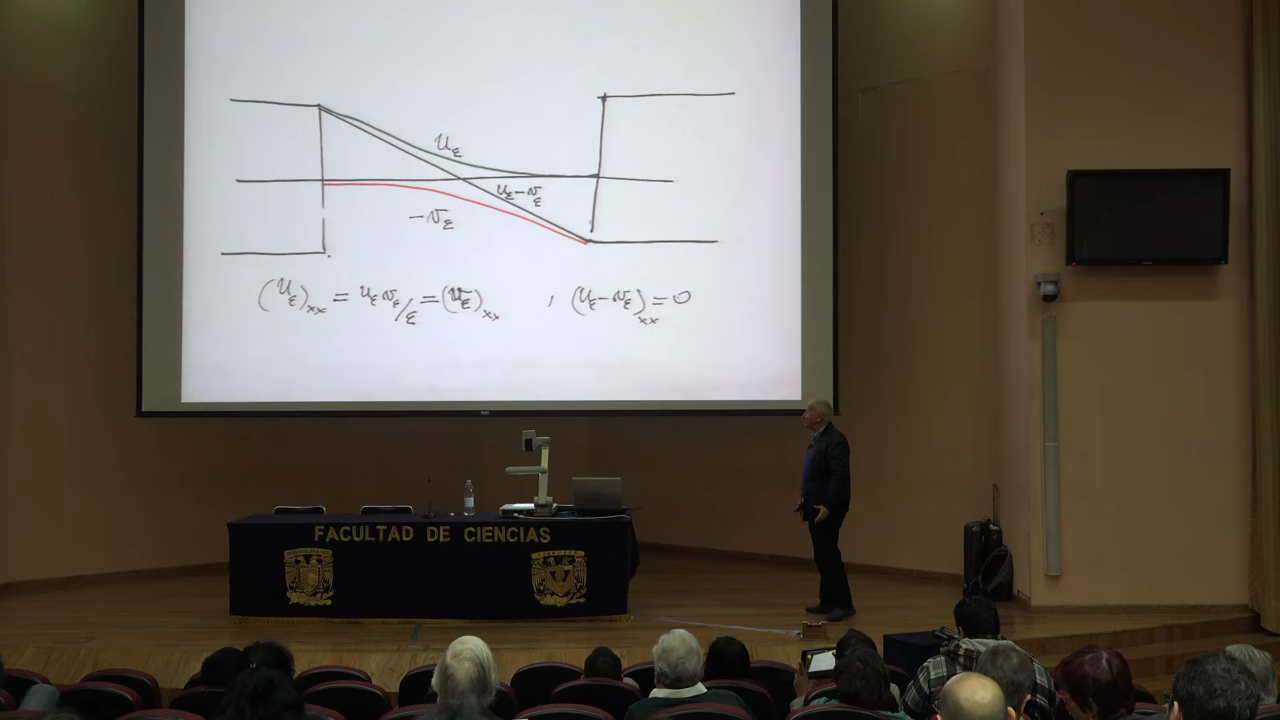 u_ε
u_ε - v_ε
- v_ε
(u_ε)_xx = u_ε v_ε / ε = (v_ε)_xx , (u_ε - v_ε)_xx = 0
FACULTAD DE CIENCIAS